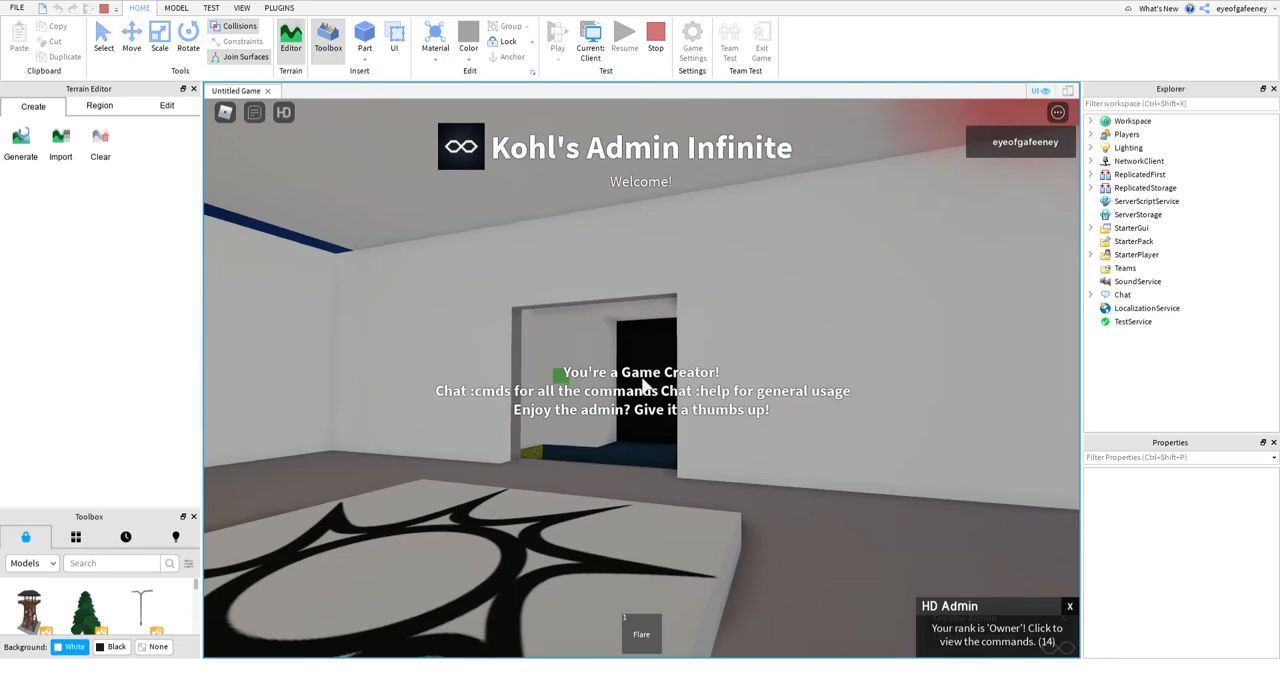 FILE HOME MODEL TEST VIEW PLUGINS What's New eyeofgafeeney
Paste Copy Cut Duplicate Select Move Scale Rotate Collisions Constraints Join Surfaces Editor Toolbox Part UI Material Color Group Lock Anchor Play Current: Client Resume Stop Game Settings Team Test Exit Game
Clipboard Tools Terrain Insert Edit Test Settings Team Test
Terrain Editor
Create Region Edit
Generate Import Clear
Toolbox
Models Search
Background: White Black None
Untitled Game UI
HD
Kohl's Admin Infinite
Welcome!
eyeofgafeeney
You're a Game Creator!
Chat :cmds for all the commands Chat :help for general usage
Enjoy the admin? Give it a thumbs up!
1
Flare
HD Admin X
Your rank is 'Owner'! Click to
view the commands. (14)
Explorer
Filter workspace (Ctrl+Shift+X)
Workspace
Players
Lighting
NetworkClient
ReplicatedFirst
ReplicatedStorage
ServerScriptService
ServerStorage
StarterGui
StarterPack
StarterPlayer
Teams
SoundService
Chat
LocalizationService
TestService
Properties
Filter Properties (Ctrl+Shift+P)